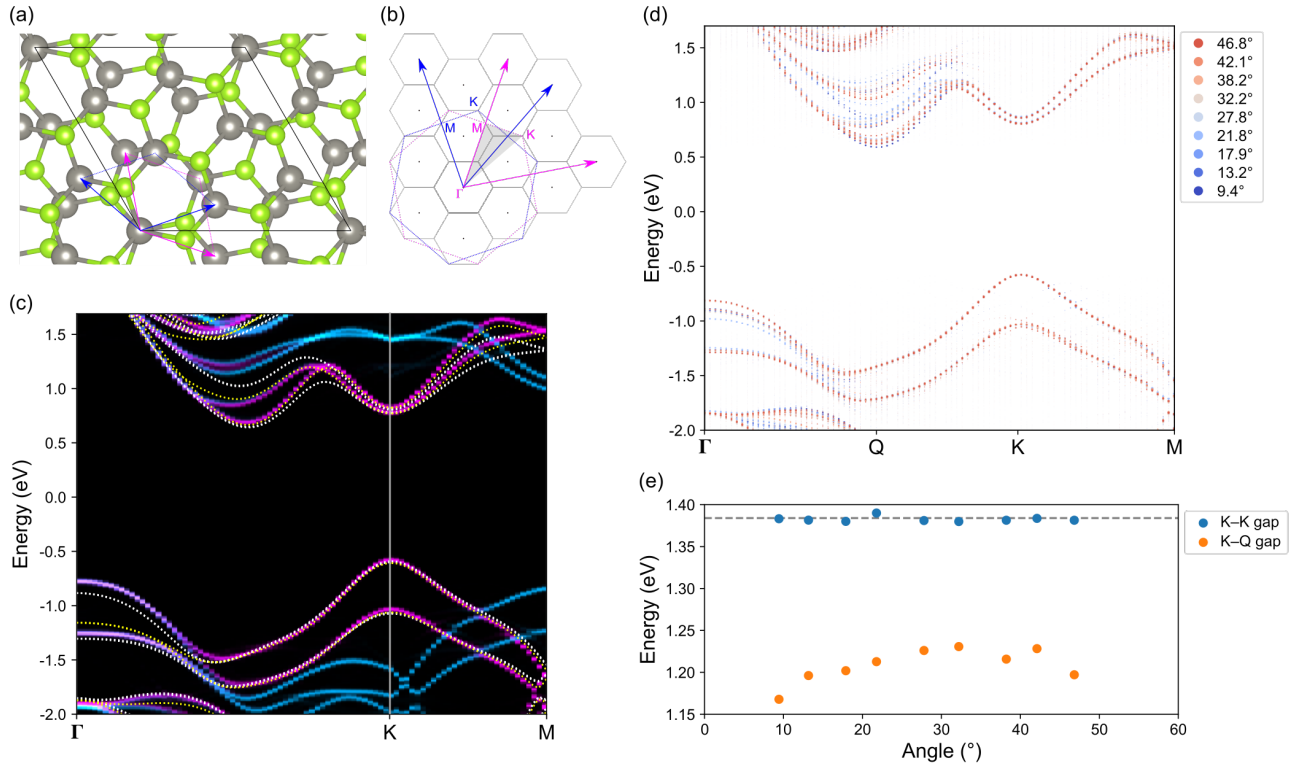 (a)
(b)
K
M
M
K
Γ
(c)
Energy (eV)
1.5
1.0
0.5
0.0
-0.5
-1.0
-1.5
-2.0
Γ
K
M
(d)
Energy (eV)
1.5
1.0
0.5
0.0
-0.5
-1.0
-1.5
-2.0
Γ
Q
K
M
46.8°
42.1°
38.2°
32.2°
27.8°
21.8°
17.9°
13.2°
9.4°
(e)
Energy (eV)
1.40
1.35
1.30
1.25
1.20
1.15
0
10
20
30
40
50
60
Angle (°)
K–K gap
K–Q gap